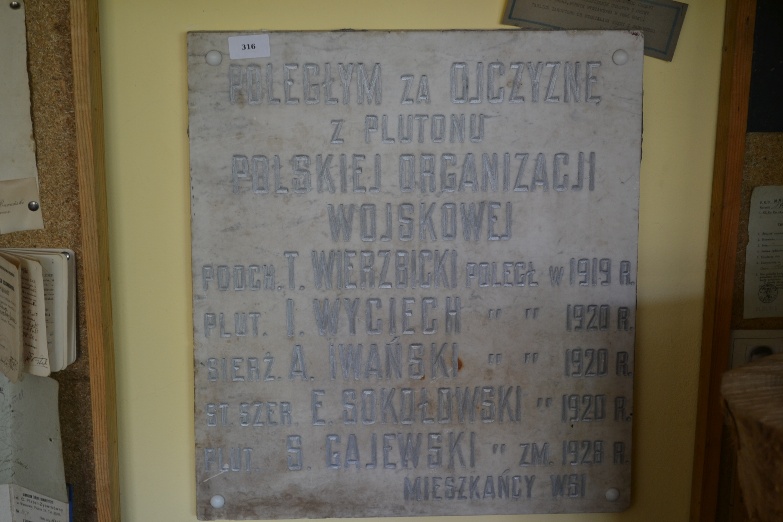 316
POLEGŁYM ZA OJCZYZNĘ
Z PLUTONU
POLSKIEJ ORGANIZACJI
WOJSKOWEJ
PODCH. T. WIERZBICKI POLEGŁ W 1919 R.
PLUT. I. WYCIECH " " 1920 R.
SIERŻ. A. IWAŃSKI " " 1920 R.
ST. SZER. E. SOKOŁOWSKI " 1920 R.
PLUT. S. GAJEWSKI " ZM. 1928 R.
MIESZKAŃCY WSI